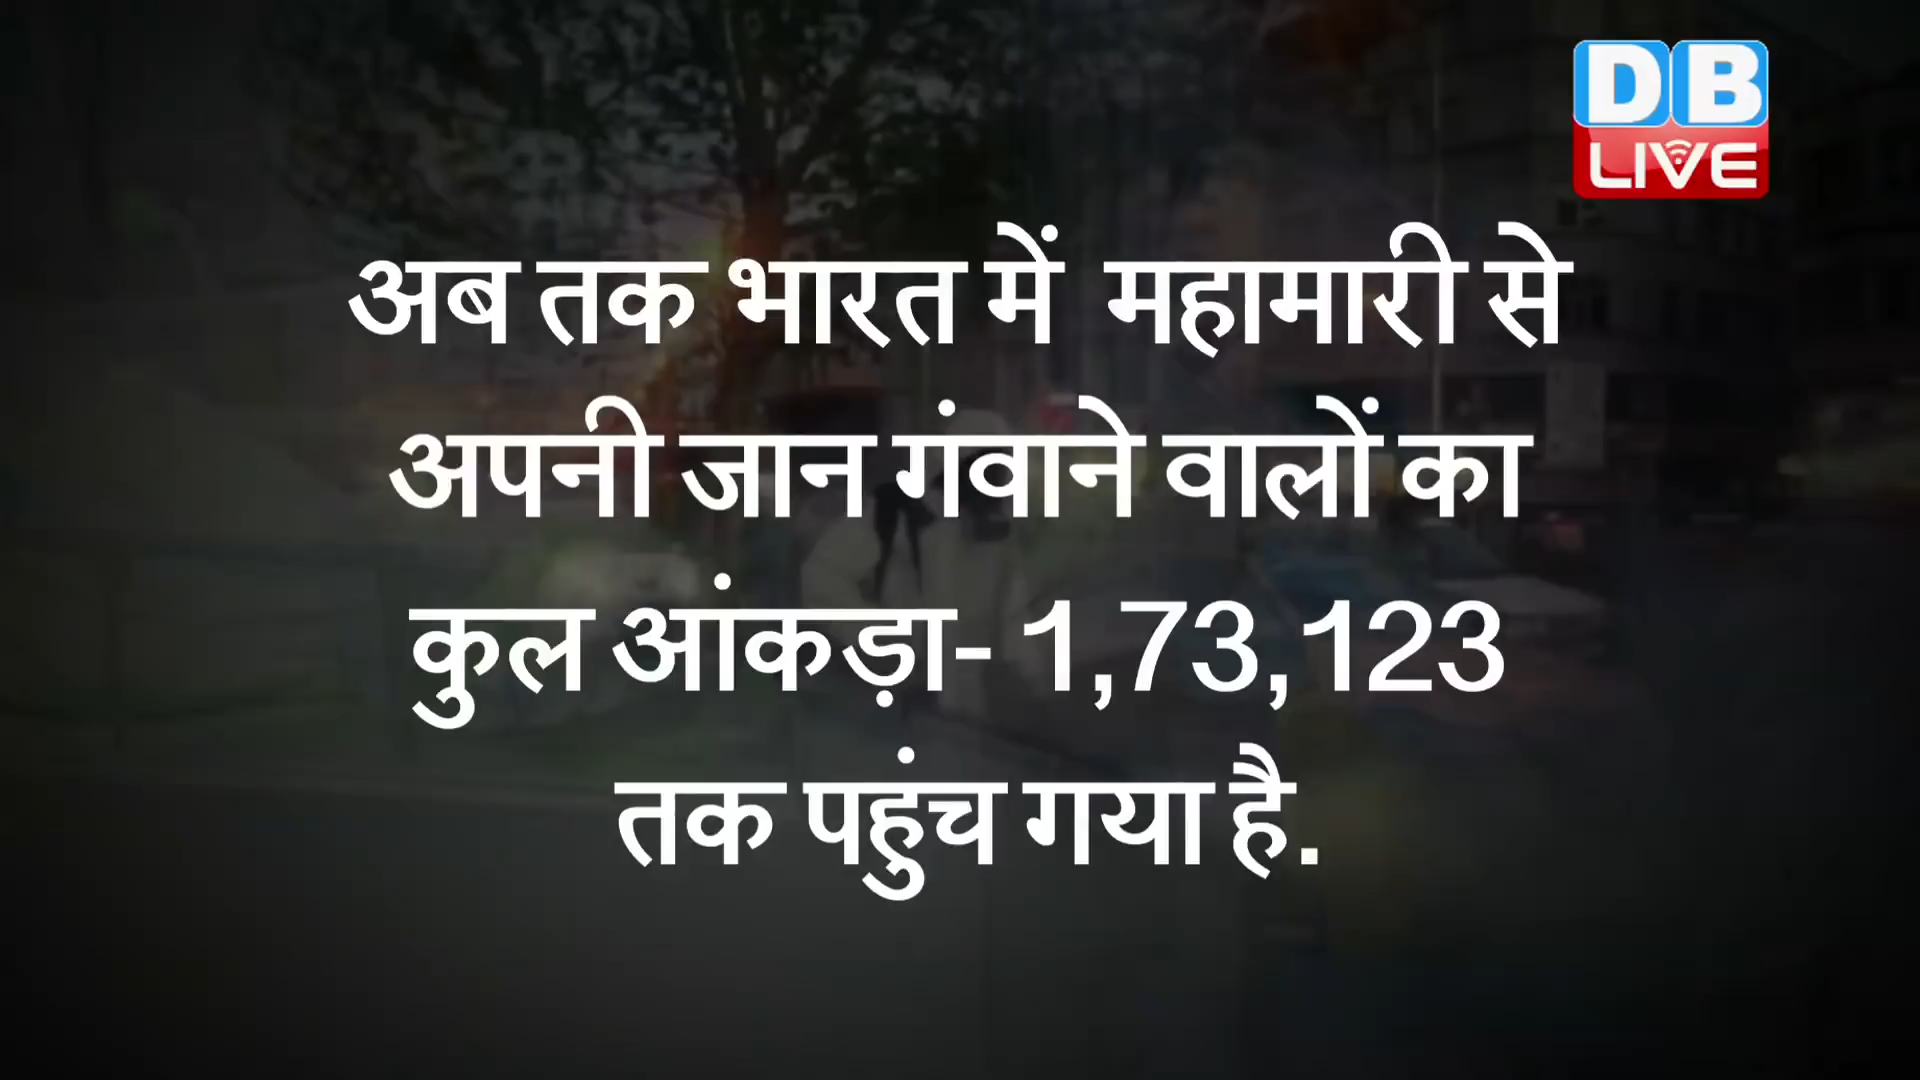 DB
LIVE
अब तक भारत में महामारी से
अपनी जान गंवाने वालों का
कुल आंकड़ा- 1,73,123
तक पहुंच गया है.